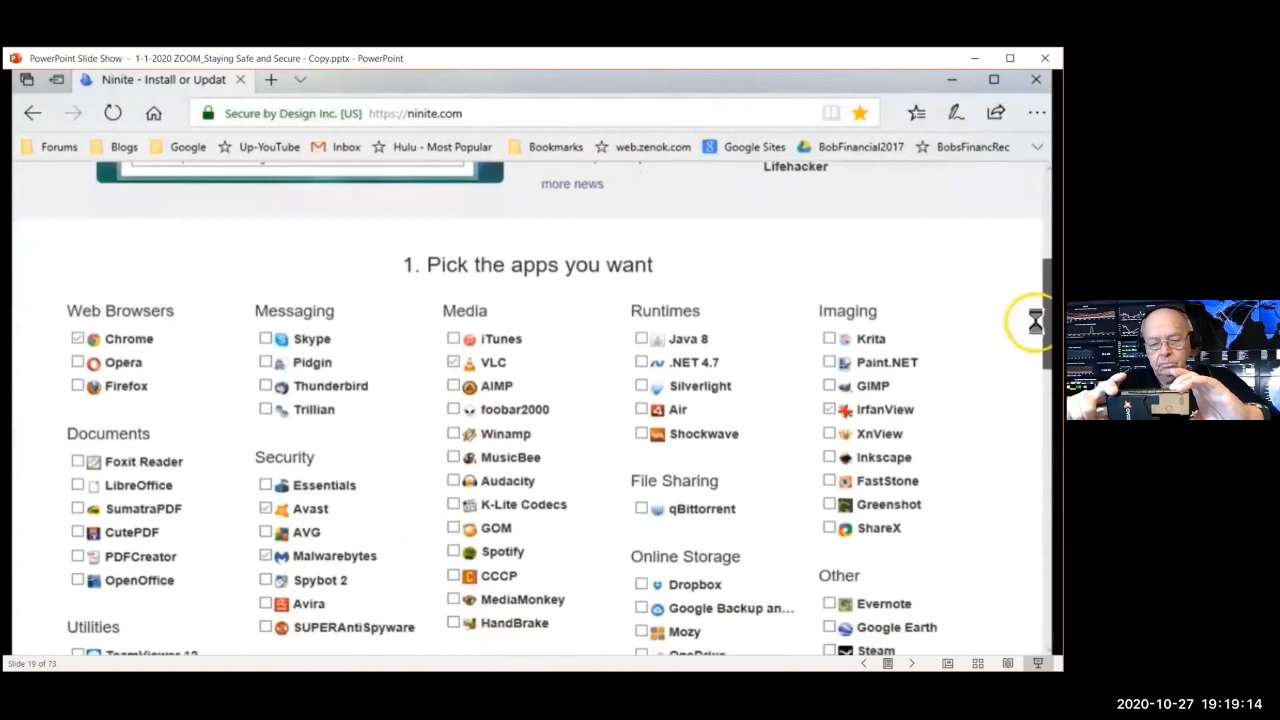 PowerPoint Slide Show - 1-1-2020 ZOOM_Staying Safe and Secure - Copy.pptx - PowerPoint
Ninite - Install or Updat
Secure by Design Inc. [US] https://ninite.com
Forums Blogs Google Up-YouTube Inbox Hulu - Most Popular Bookmarks web.zenok.com Google Sites BobFinancial2017 BobsFinancRec
Lifehacker
more news
1. Pick the apps you want
Web Browsers
Chrome
Opera
Firefox
Documents
Foxit Reader
LibreOffice
SumatraPDF
CutePDF
PDFCreator
OpenOffice
Utilities
TeamViewer 12
Messaging
Skype
Pidgin
Thunderbird
Trillian
Security
Essentials
Avast
AVG
Malwarebytes
Spybot 2
Avira
SUPERAntiSpyware
Media
iTunes
VLC
AIMP
foobar2000
Winamp
MusicBee
Audacity
K-Lite Codecs
GOM
Spotify
CCCP
MediaMonkey
HandBrake
Runtimes
Java 8
.NET 4.7
Silverlight
Air
Shockwave
File Sharing
qBittorrent
Online Storage
Dropbox
Google Backup an...
Mozy
OneDrive
Imaging
Krita
Paint.NET
GIMP
IrfanView
XnView
Inkscape
FastStone
Greenshot
ShareX
Other
Evernote
Google Earth
Steam
Slide 19 of 73
2020-10-27 19:19:14